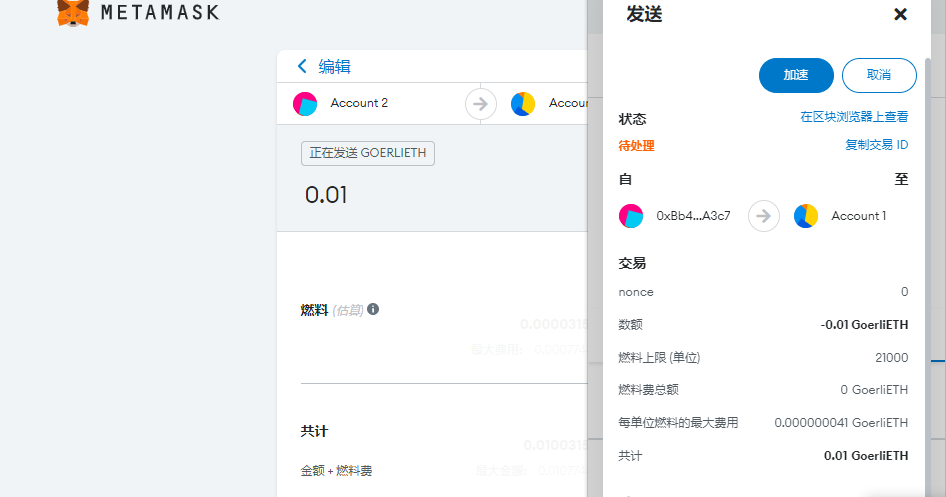 METAMASK
编辑
Account 2
Accour
正在发送 GOERLIETH
0.01
燃料 (估算)
0.0000315
最大费用: 0.000774
共计
0.0100315
金额 + 燃料费
最大金额: 0.010774
发送
加速
取消
状态
在区块浏览器上查看
待处理
复制交易 ID
自
至
0xBb4...A3c7
Account 1
交易
nonce
0
数额
-0.01 GoerliETH
燃料上限 (单位)
21000
燃料费总额
0 GoerliETH
每单位燃料的最大费用
0.000000041 GoerliETH
共计
0.01 GoerliETH